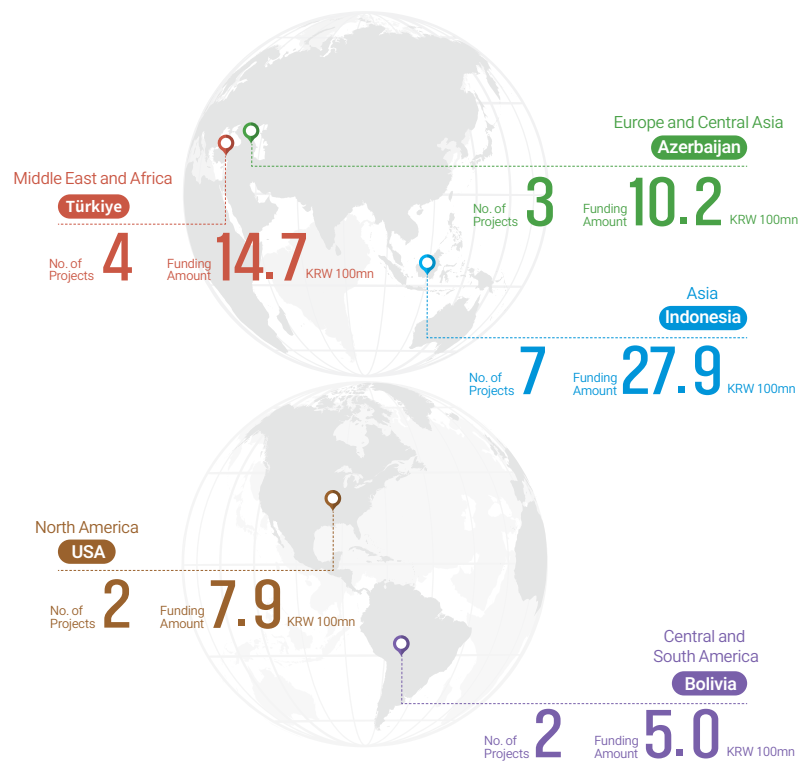 Europe and Central Asia
Azerbaijan
No. of
Projects
3
Funding
Amount
10.2
KRW 100mn
Middle East and Africa
Türkiye
No. of
Projects
4
Funding
Amount
14.7
KRW 100mn
Asia
Indonesia
No. of
Projects
7
Funding
Amount
27.9
KRW 100mn
North America
USA
No. of
Projects
2
Funding
Amount
7.9
KRW 100mn
Central and
South America
Bolivia
No. of
Projects
2
Funding
Amount
5.0
KRW 100mn